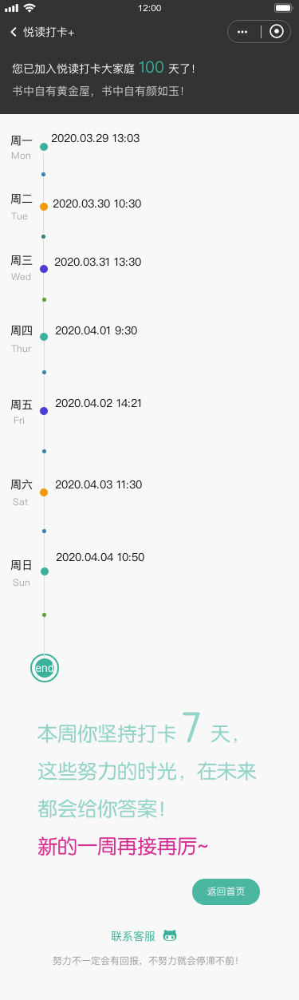 12:00
悦读打卡+
您已加入悦读打卡大家庭 100 天了!
书中自有黄金屋，书中自有颜如玉!
周一 2020.03.29 13:03
Mon
周二 2020.03.30 10:30
Tue
周三 2020.03.31 13:30
Wed
周四 2020.04.01 9:30
Thur
周五 2020.04.02 14:21
Fri
周六 2020.04.03 11:30
Sat
周日 2020.04.04 10:50
Sun
end
本周你坚持打卡 7 天，
这些努力的时光，在未来
都会给你答案!
新的一周再接再厉~
返回首页
联系客服
努力不一定会有回报，不努力就会停滞不前!